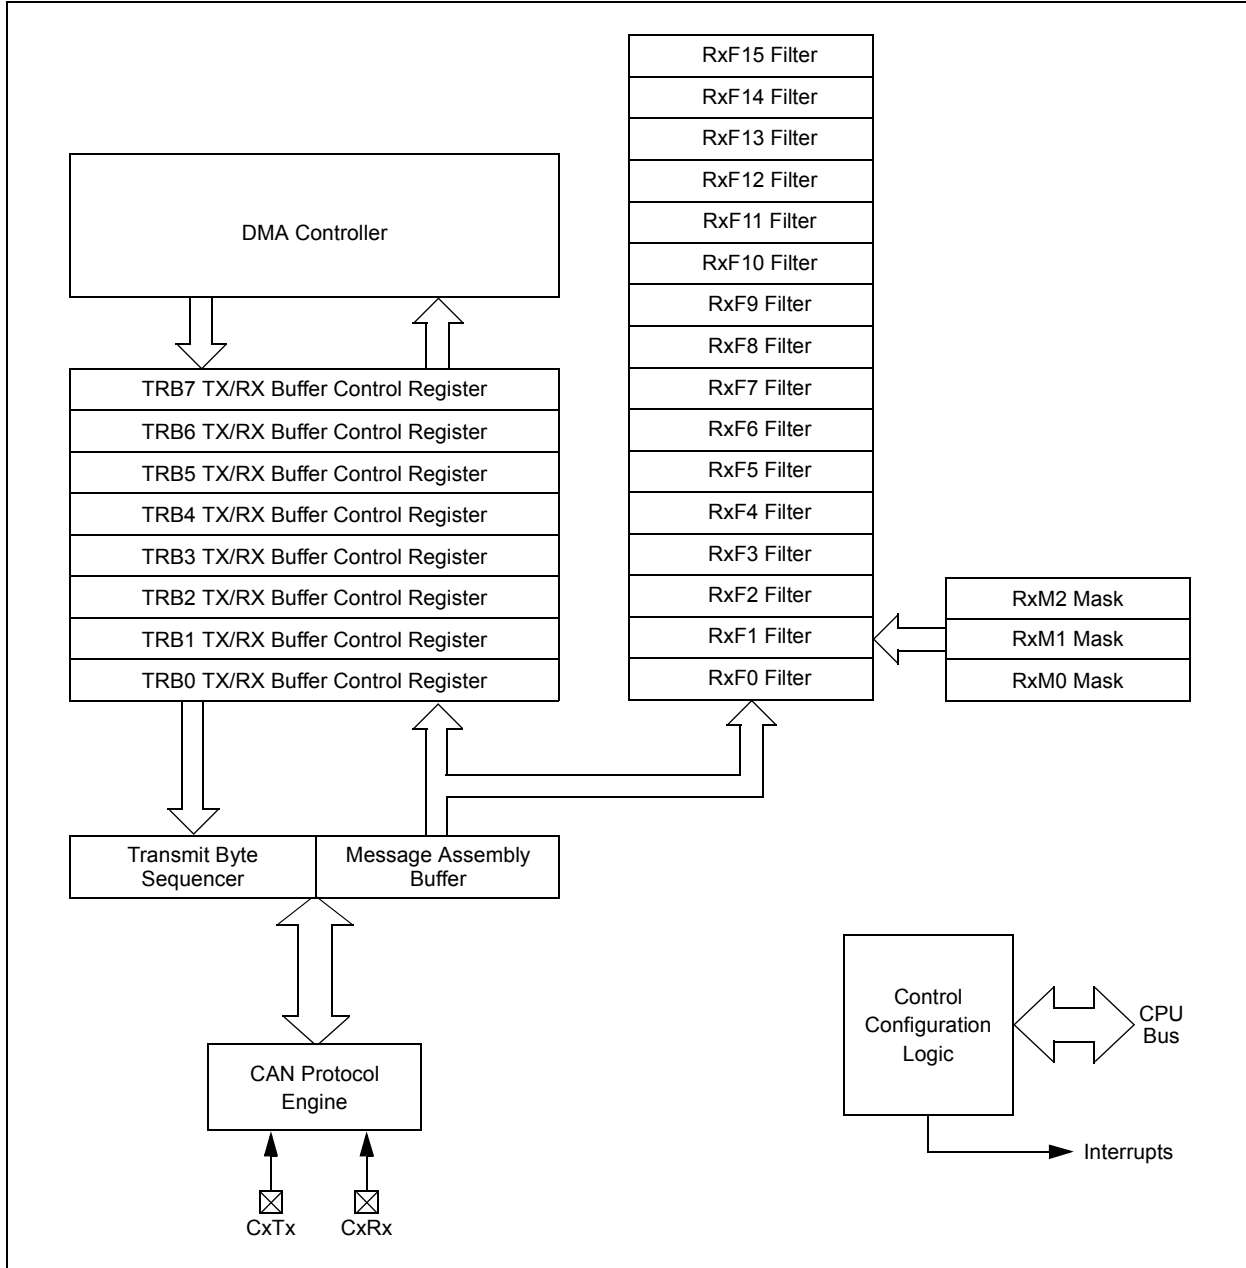 RxF15 Filter
RxF14 Filter
RxF13 Filter
RxF12 Filter
RxF11 Filter
RxF10 Filter
RxF9 Filter
RxF8 Filter
RxF7 Filter
RxF6 Filter
RxF5 Filter
RxF4 Filter
RxF3 Filter
RxF2 Filter
RxF1 Filter
RxF0 Filter
DMA Controller
TRB7 TX/RX Buffer Control Register
TRB6 TX/RX Buffer Control Register
TRB5 TX/RX Buffer Control Register
TRB4 TX/RX Buffer Control Register
TRB3 TX/RX Buffer Control Register
TRB2 TX/RX Buffer Control Register
TRB1 TX/RX Buffer Control Register
TRB0 TX/RX Buffer Control Register
RxM2 Mask
RxM1 Mask
RxM0 Mask
Transmit Byte
Sequencer
Message Assembly
Buffer
CAN Protocol
Engine
CxTx
CxRx
Control
Configuration
Logic
CPU
Bus
Interrupts